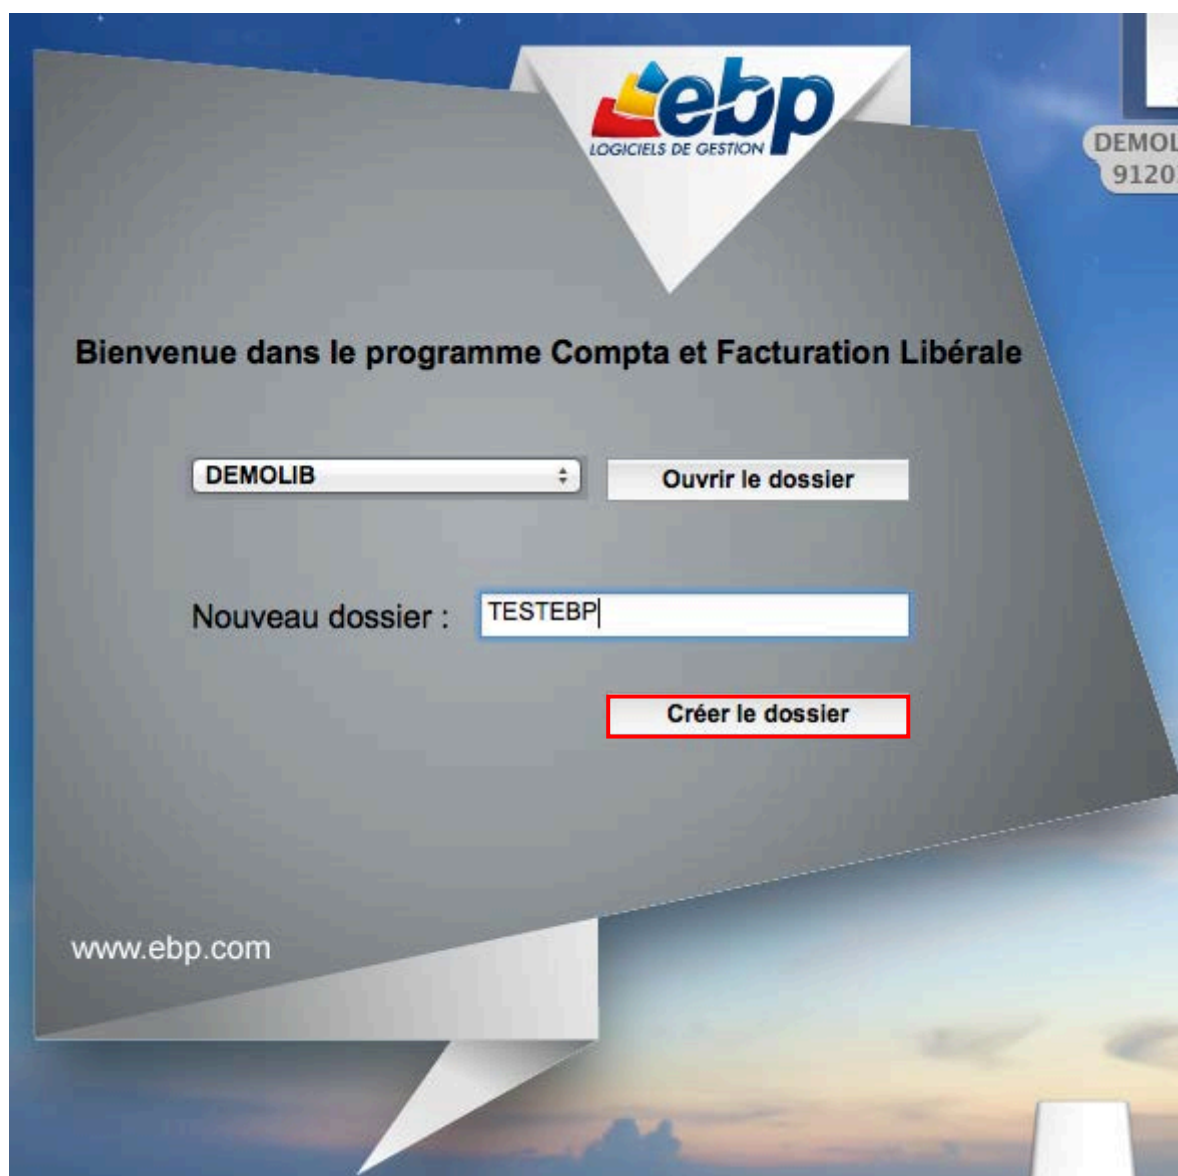 ebp
LOGICIELS DE GESTION
Bienvenue dans le programme Compta et Facturation Libérale
DEMOLIB
Ouvrir le dossier
Nouveau dossier :
TESTEBP
Créer le dossier
www.ebp.com
DEMOL
9120